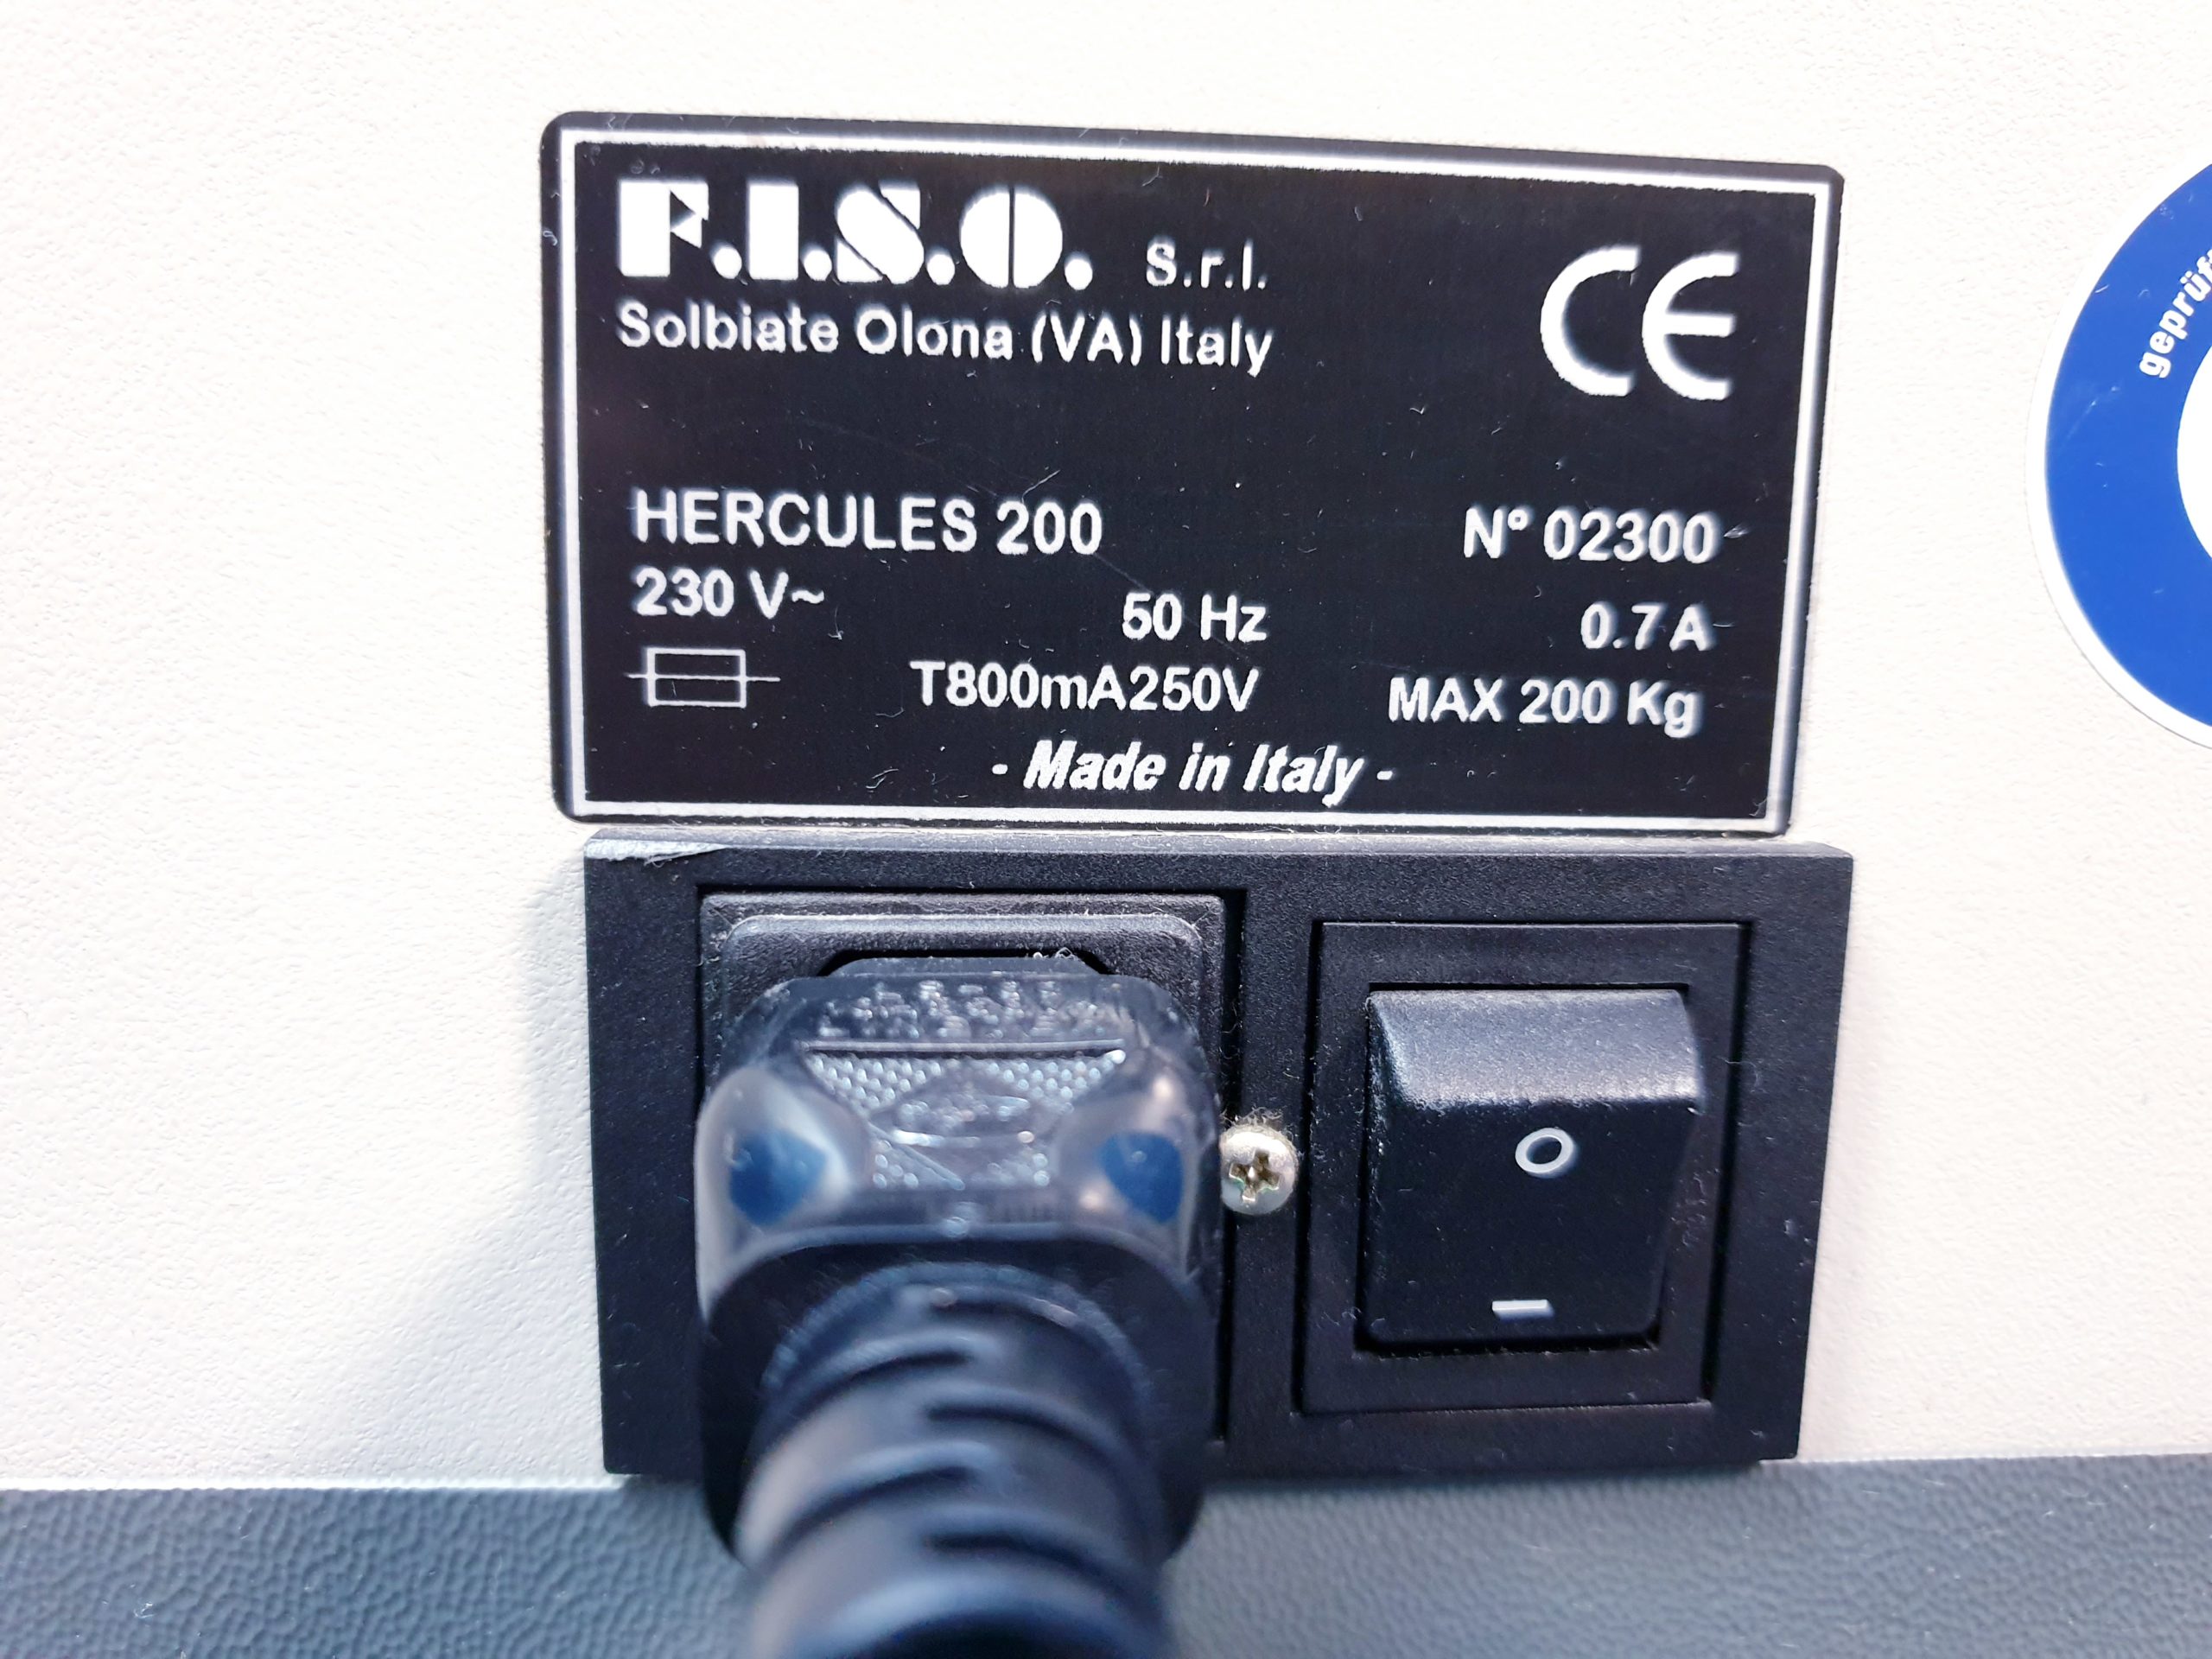 F.I.S.O. S.r.l.
Solbiate Olona (VA) Italy
CE
HERCULES 200 N° 02300
230 V~ 50 Hz 0.7 A
T800mA250V MAX 200 Kg
- Made in Italy -
geprüft